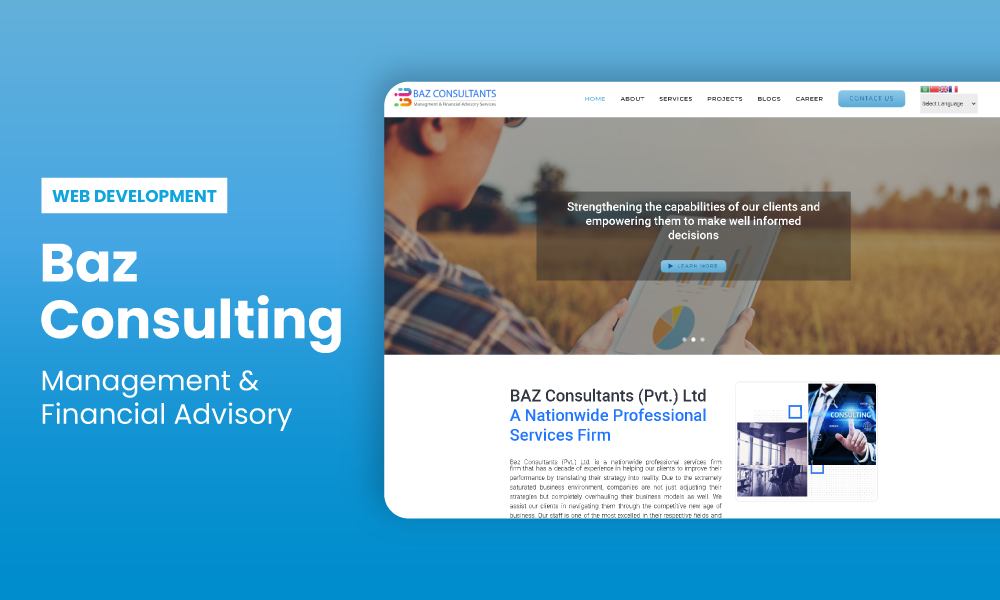 WEB DEVELOPMENT
Baz
Consulting
Management &
Financial Advisory
BAZ CONSULTANTS
Managment & Financial Advisory Services
HOME ABOUT SERVICES PROJECTS BLOGS CAREER CONTACT US
Select Language
Strengthening the capabilities of our clients and
empowering them to make well informed
decisions
LEARN MORE
BAZ Consultants (Pvt.) Ltd
A Nationwide Professional
Services Firm
Baz Consultants (Pvt.) Ltd. is a nationwide professional services firm
firm that has a decade of experience in helping our clients to improve their
performance by translating their strategy into reality. Due to the extremely
saturated business environment, companies are not just adjusting their
strategies but completely overhauling their business models as well. We
assist our clients in navigating them through the competitive new age of
business. Our staff is one of the most excelled in their respective fields and
CONSULTING